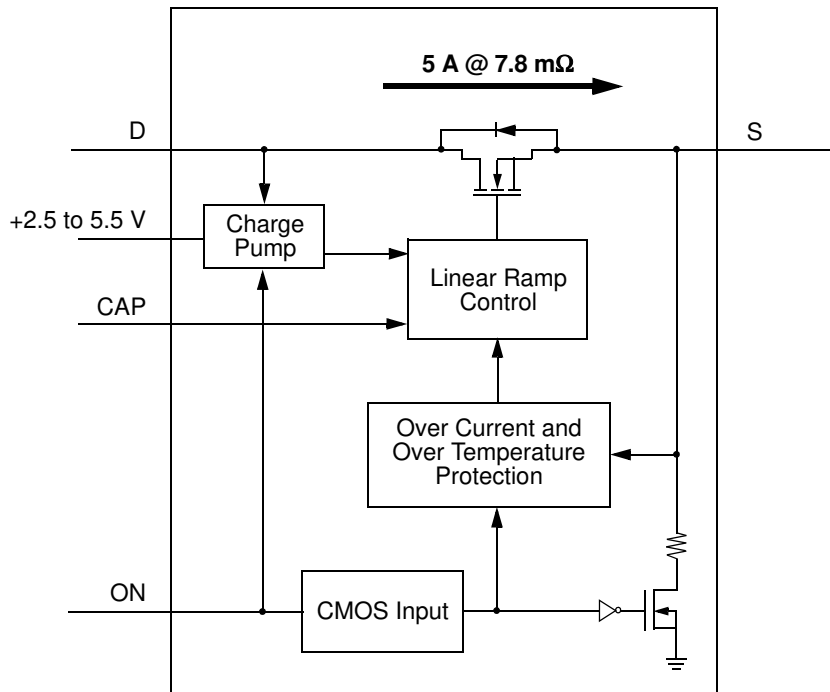 5 A @ 7.8 mΩ
D
S
+2.5 to 5.5 V
Charge
Pump
Linear Ramp
Control
CAP
Over Current and
Over Temperature
Protection
ON
CMOS Input